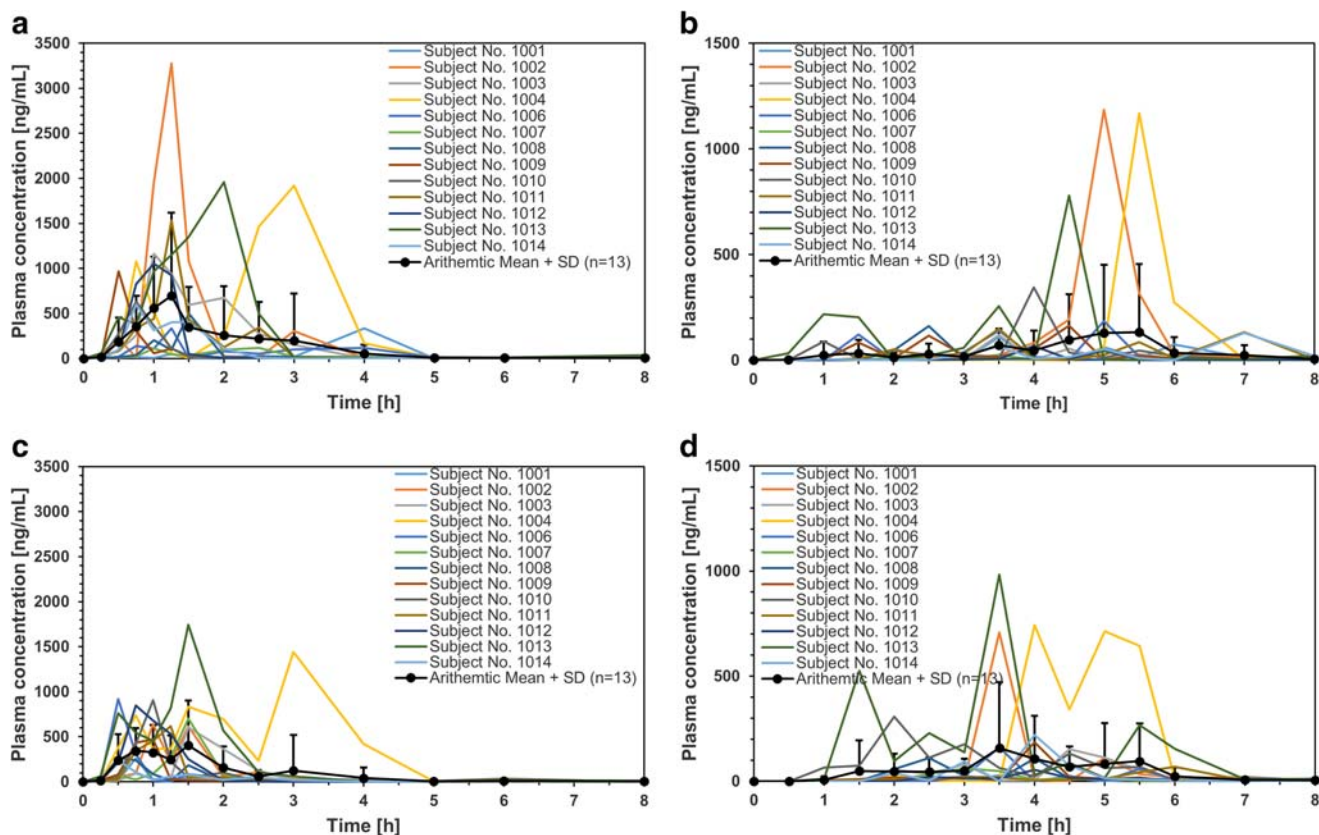 a
Plasma concentration [ng/mL]
3500
3000
2500
2000
1500
1000
500
0
0 1 2 3 4 5 6 7 8
Time [h]
Subject No. 1001
Subject No. 1002
Subject No. 1003
Subject No. 1004
Subject No. 1006
Subject No. 1007
Subject No. 1008
Subject No. 1009
Subject No. 1010
Subject No. 1011
Subject No. 1012
Subject No. 1013
Subject No. 1014
Arithemtic Mean + SD (n=13)
b
Plasma concentration [ng/mL]
1500
1000
500
0
0 1 2 3 4 5 6 7 8
Time [h]
Subject No. 1001
Subject No. 1002
Subject No. 1003
Subject No. 1004
Subject No. 1006
Subject No. 1007
Subject No. 1008
Subject No. 1009
Subject No. 1010
Subject No. 1011
Subject No. 1012
Subject No. 1013
Subject No. 1014
Arithemtic Mean + SD (n=13)
c
Plasma concentration [ng/mL]
3500
3000
2500
2000
1500
1000
500
0
0 1 2 3 4 5 6 7 8
Time [h]
Subject No. 1001
Subject No. 1002
Subject No. 1003
Subject No. 1004
Subject No. 1006
Subject No. 1007
Subject No. 1008
Subject No. 1009
Subject No. 1010
Subject No. 1011
Subject No. 1012
Subject No. 1013
Subject No. 1014
Arithemtic Mean + SD (n=13)
d
Plasma concentration [ng/mL]
1500
1000
500
0
0 1 2 3 4 5 6 7 8
Time [h]
Subject No. 1001
Subject No. 1002
Subject No. 1003
Subject No. 1004
Subject No. 1006
Subject No. 1007
Subject No. 1008
Subject No. 1009
Subject No. 1010
Subject No. 1011
Subject No. 1012
Subject No. 1013
Subject No. 1014
Arithemtic Mean + SD (n=13)